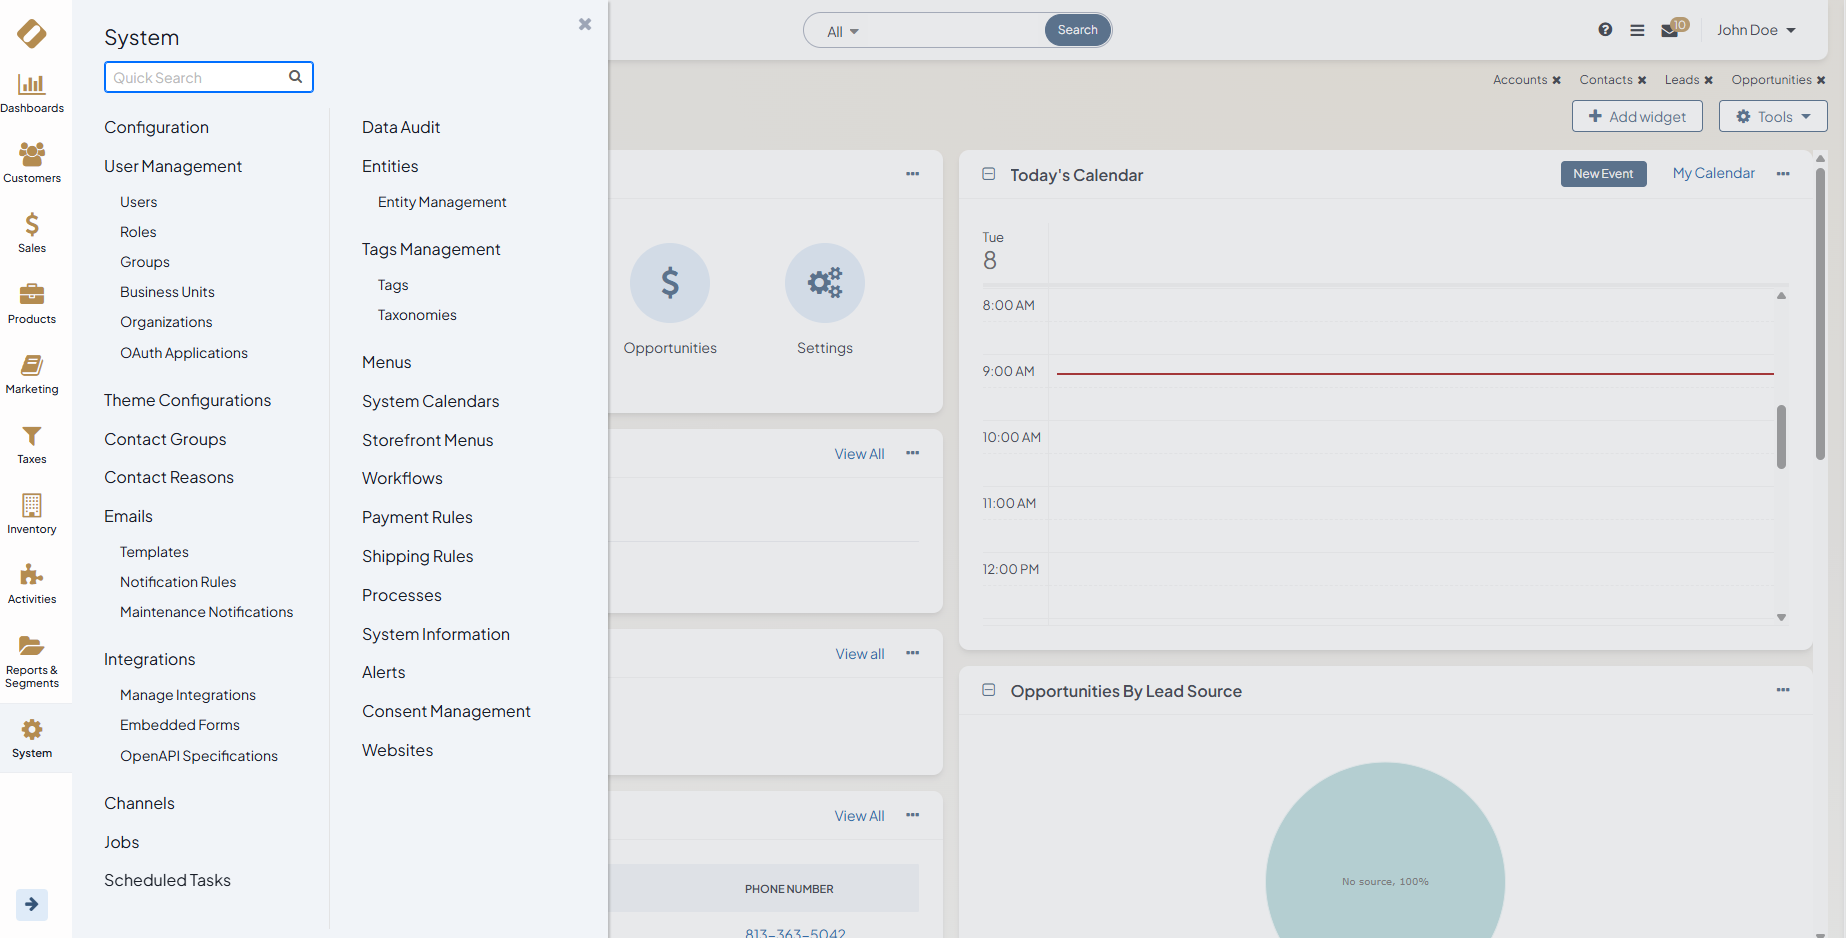 Dashboards
Customers
Sales
Products
Marketing
Taxes
Inventory
Activities
Reports &
Segments
System
System
Quick Search
Configuration
User Management
Users
Roles
Groups
Business Units
Organizations
OAuth Applications
Theme Configurations
Contact Groups
Contact Reasons
Emails
Templates
Notification Rules
Maintenance Notifications
Integrations
Manage Integrations
Embedded Forms
OpenAPI Specifications
Channels
Jobs
Scheduled Tasks
Data Audit
Entities
Entity Management
Tags Management
Tags
Taxonomies
Menus
System Calendars
Storefront Menus
Workflows
Payment Rules
Shipping Rules
Processes
System Information
Alerts
Consent Management
Websites
All
Search
10
John Doe
Accounts
Contacts
Leads
Opportunities
Add widget
Tools
Opportunities
Settings
View All
View all
View All
PHONE NUMBER
813-363-5042
Today's Calendar
New Event
My Calendar
Tue
8
8:00 AM
9:00 AM
10:00 AM
11:00 AM
12:00 PM
Opportunities By Lead Source
No source, 100%